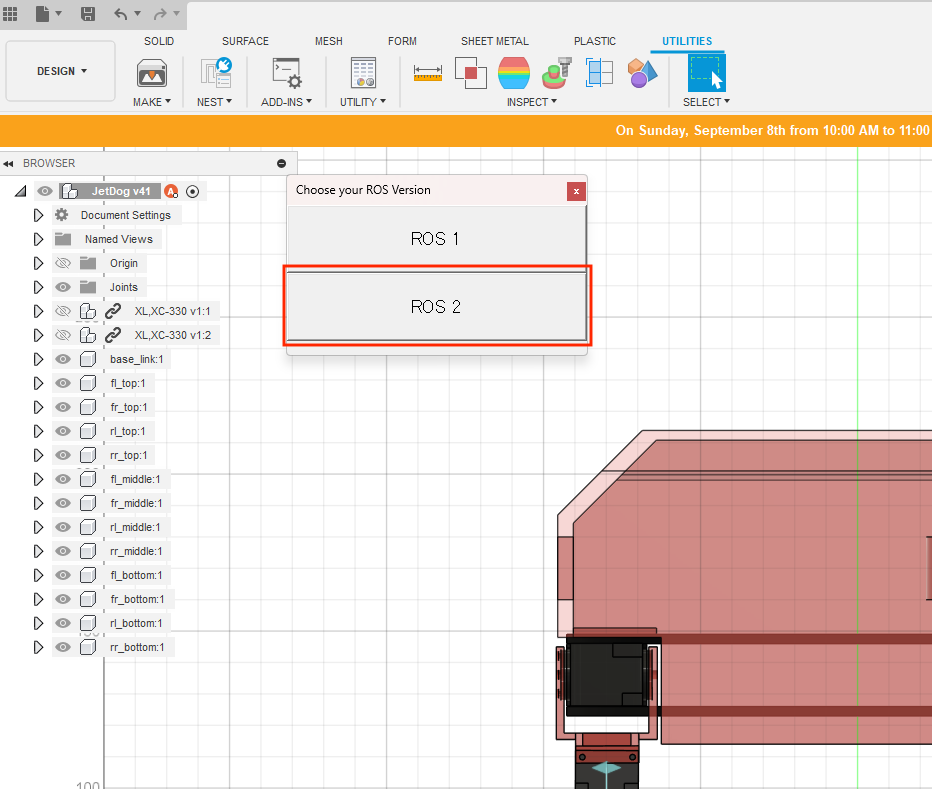 SOLID SURFACE MESH FORM SHEET METAL PLASTIC UTILITIES
DESIGN
MAKE NEST ADD-INS UTILITY INSPECT SELECT
On Sunday, September 8th from 10:00 AM to 11:00
BROWSER
JetDog v41
A
Document Settings
Named Views
Origin
Joints
XL,XC-330 v1:1
XL,XC-330 v1:2
base_link:1
fl_top:1
fr_top:1
rl_top:1
rr_top:1
fl_middle:1
fr_middle:1
rl_middle:1
rr_middle:1
fl_bottom:1
fr_bottom:1
rl_bottom:1
rr_bottom:1
Choose your ROS Version
x
ROS 1
ROS 2
100